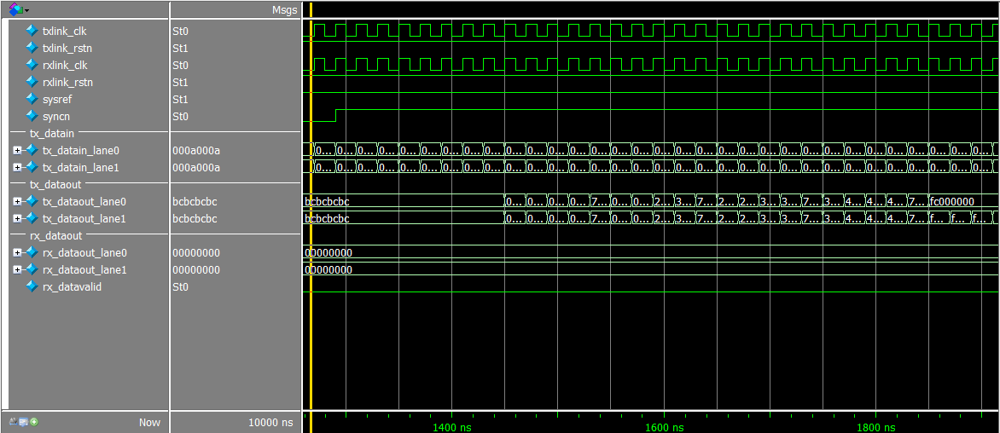 Msgs
txlink_clk St0
txlink_rstn St1
rxlink_clk St0
rxlink_rstn St1
sysref St1
syncn St0
tx_datain
tx_datain_lane0 000a000a 0... 0... 0... 0... 0... 0... 0... 0... 0... 0... 0... 0... 0... 0... 0... 0... 0... 0... 0... 0... 0... 0... 0... 0... 0... 0... 0... 0... 0... 0... 0... 0...
tx_datain_lane1 000a000a 0... 0... 0... 0... 0... 0... 0... 0... 0... 0... 0... 0... 0... 0... 0... 0... 0... 0... 0... 0... 0... 0... 0... 0... 0... 0... 0... 0... 0... 0... 0... 0...
tx_dataout
tx_dataout_lane0 bcbcbcbc bcbcbcbc 0... 0... 0... 0... 7... 0... 0... 2... 3... 7... 2... 2... 3... 3... 7... 3... 4... 4... 4... 7... fc000000
tx_dataout_lane1 bcbcbcbc bcbcbcbc 0... 0... 0... 0... 7... 0... 0... 2... 3... 7... 2... 2... 3... 3... 7... 3... 4... 4... 4... 7... f... f... f...
rx_dataout
rx_dataout_lane0 00000000 00000000
rx_dataout_lane1 00000000 00000000
rx_datavalid St0
Now 10000 ns 1400 ns 1600 ns 1800 ns